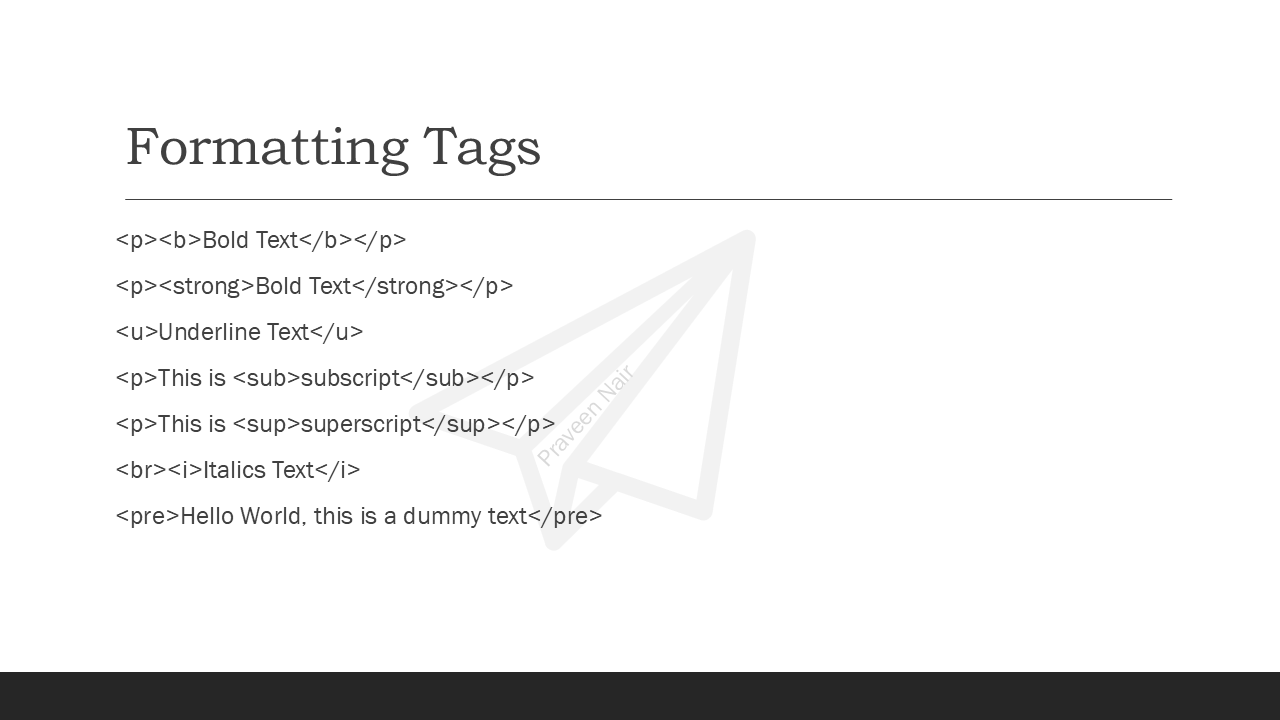 Formatting Tags
<p><b>Bold Text</b></p>
<p><strong>Bold Text</strong></p>
<u>Underline Text</u>
<p>This is <sub>subscript</sub></p>
<p>This is <sup>superscript</sup></p>
<br><i>Italics Text</i>
<pre>Hello World, this is a dummy text</pre>
Praveen Nair